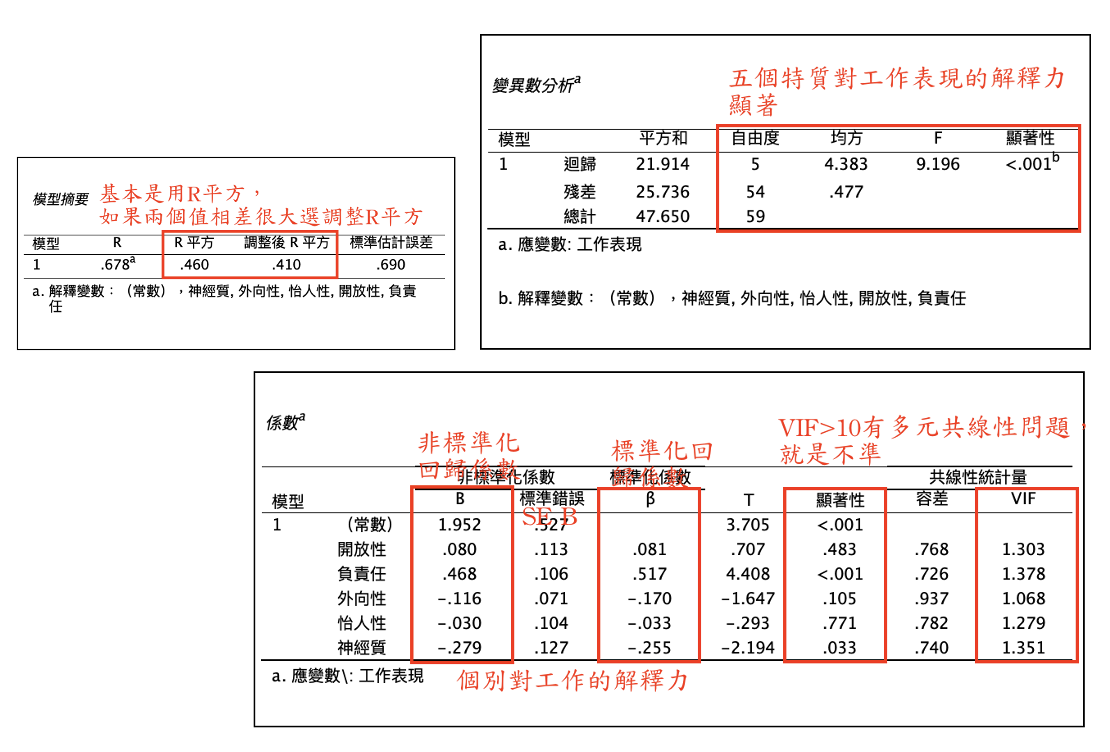 模型摘要
基本是用R平方，
如果兩個值相差很大選調整R平方
模型 R R 平方 調整後 R 平方 標準估計誤差
1 .678a .460 .410 .690
a. 解釋變數：（常數），神經質, 外向性, 怡人性, 開放性, 負責
任
變異數分析a
五個特質對工作表現的解釋力
顯著
模型 平方和 自由度 均方 F 顯著性
1 迴歸 21.914 5 4.383 9.196 <.001b
殘差 25.736 54 .477
總計 47.650 59
a. 應變數: 工作表現
b. 解釋變數：（常數），神經質, 外向性, 怡人性, 開放性, 負責任
係數a
非標準化
回歸係數
標準化回
歸係數
VIF>10有多元共線性問題，
就是不準
非標準化係數 標準化係數 共線性統計量
模型 B 標準錯誤 β T 顯著性 容差 VIF
SE B
1 （常數） 1.952 .527 3.705 <.001
開放性 .080 .113 .081 .707 .483 .768 1.303
負責任 .468 .106 .517 4.408 <.001 .726 1.378
外向性 -.116 .071 -.170 -1.647 .105 .937 1.068
怡人性 -.030 .104 -.033 -.293 .771 .782 1.279
神經質 -.279 .127 -.255 -2.194 .033 .740 1.351
a. 應變數\: 工作表現
個別對工作的解釋力